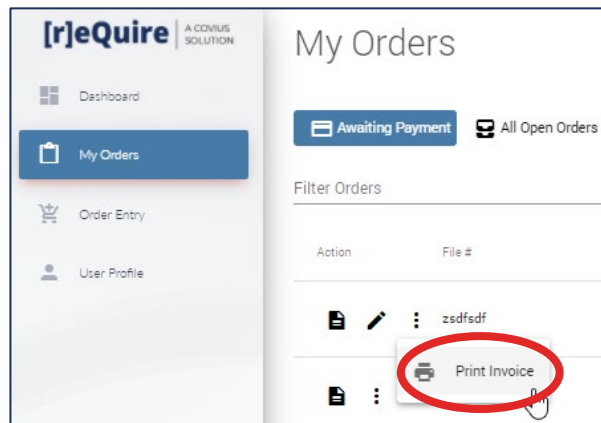 [r]eQuire A COVIUS
SOLUTION
Dashboard
My Orders
Order Entry
User Profile
My Orders
Awaiting Payment All Open Orders
Filter Orders
Action File #
zsdfsdf
Print Invoice